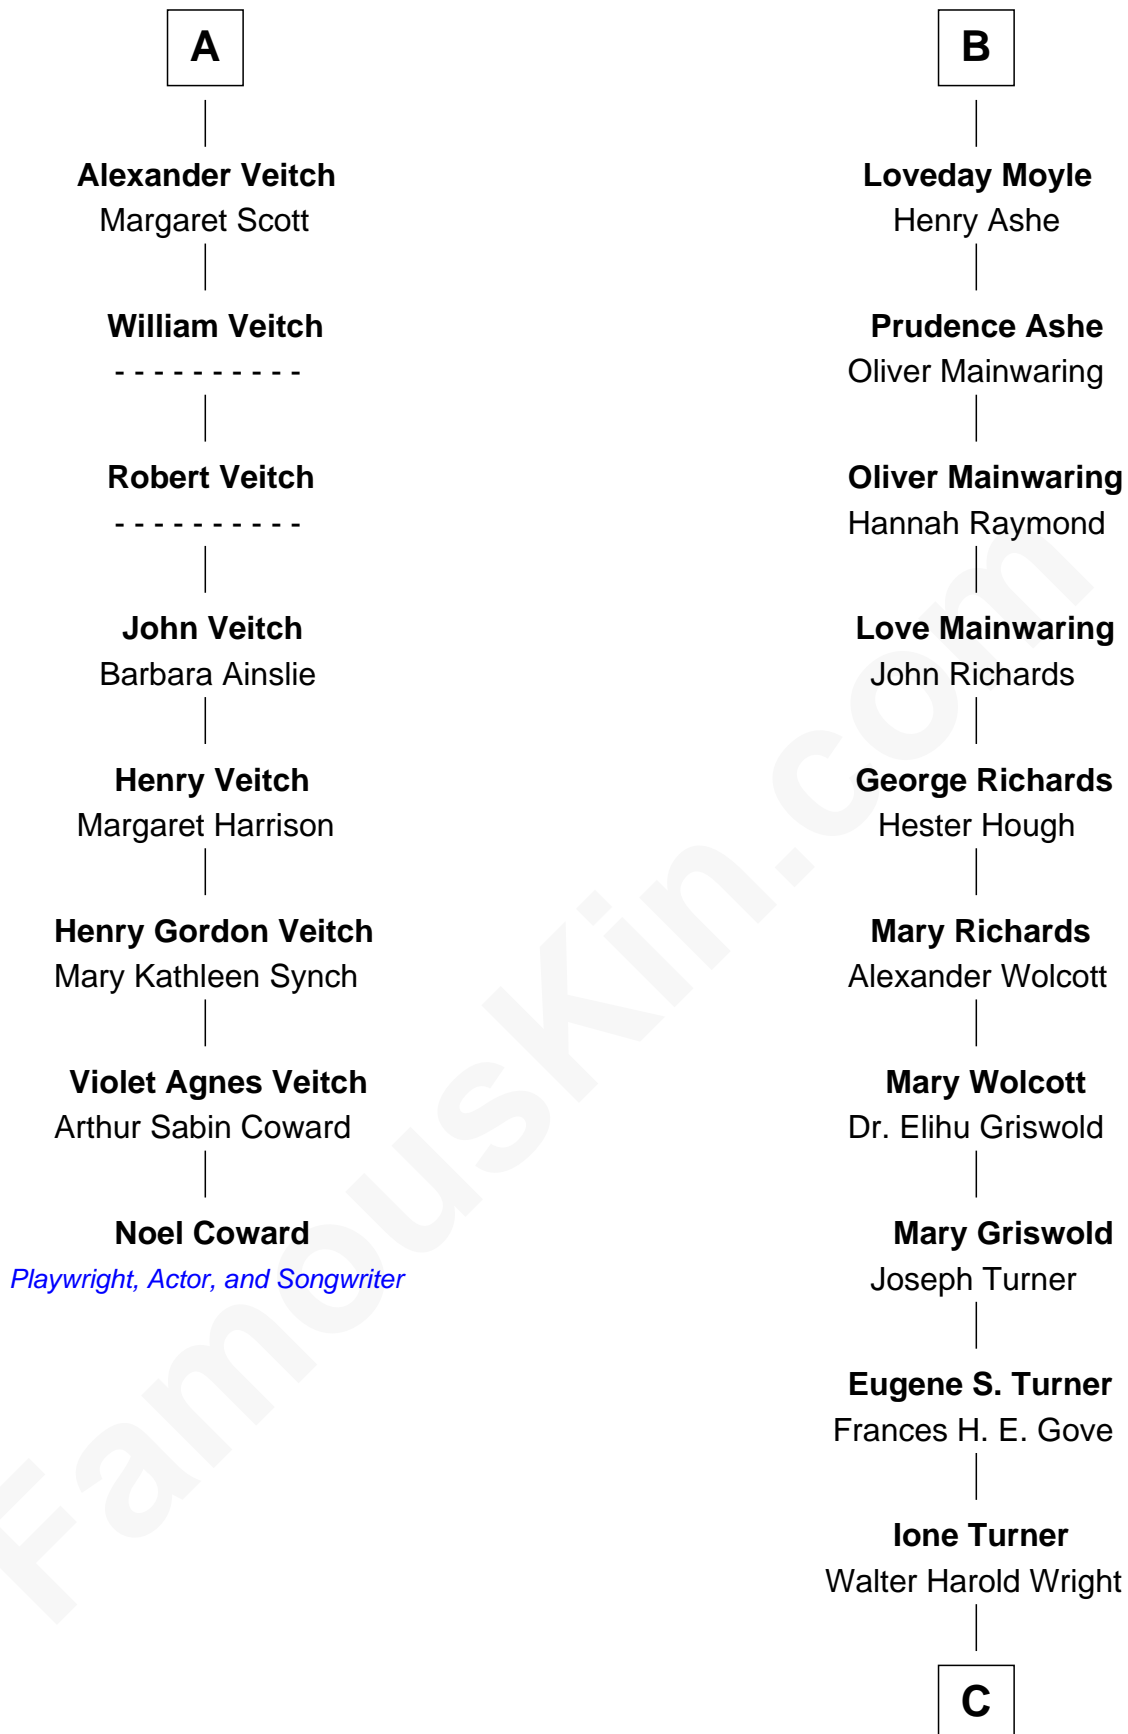 A
Alexander Veitch
Margaret Scott
William Veitch
- - - - - - - - - -
Robert Veitch
- - - - - - - - - -
John Veitch
Barbara Ainslie
Henry Veitch
Margaret Harrison
Henry Gordon Veitch
Mary Kathleen Synch
Violet Agnes Veitch
Arthur Sabin Coward
Noel Coward
Playwright, Actor, and Songwriter
B
Loveday Moyle
Henry Ashe
Prudence Ashe
Oliver Mainwaring
Oliver Mainwaring
Hannah Raymond
Love Mainwaring
John Richards
George Richards
Hester Hough
Mary Richards
Alexander Wolcott
Mary Wolcott
Dr. Elihu Griswold
Mary Griswold
Joseph Turner
Eugene S. Turner
Frances H. E. Gove
Ione Turner
Walter Harold Wright
C
FamousKin.com